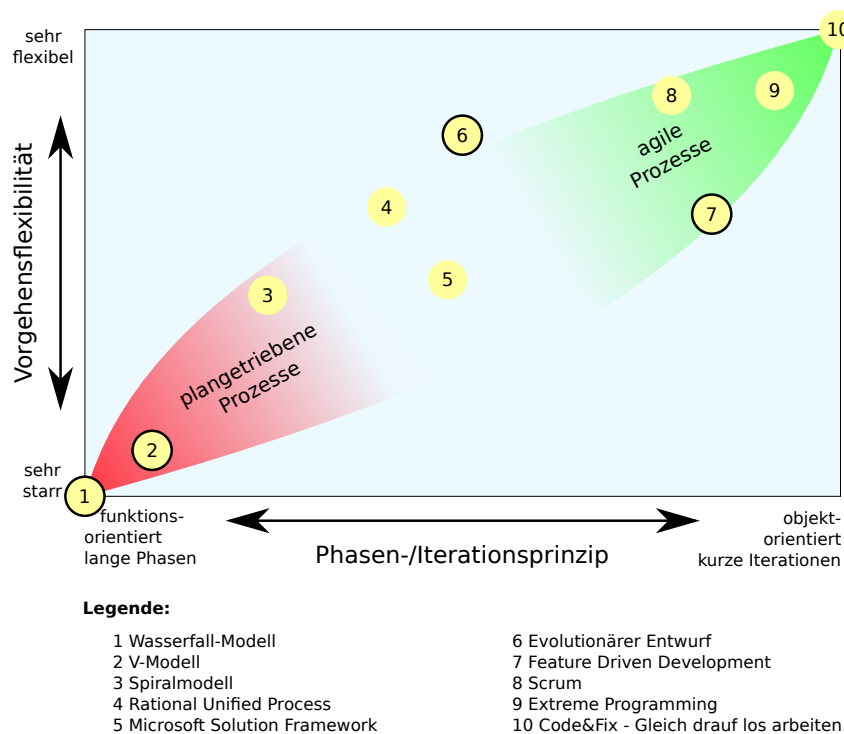 sehr
flexibel
10
8
9
agile
Prozesse
6
Vorgehensflexibilität
4
7
5
3
plangetriebene
Prozesse
2
sehr
starr
1
funktions-
orientiert
lange Phasen
Phasen-/Iterationsprinzip
objekt-
orientiert
kurze Iterationen
Legende:
1 Wasserfall-Modell
2 V-Modell
3 Spiralmodell
4 Rational Unified Process
5 Microsoft Solution Framework
6 Evolutionärer Entwurf
7 Feature Driven Development
8 Scrum
9 Extreme Programming
10 Code&Fix - Gleich drauf los arbeiten